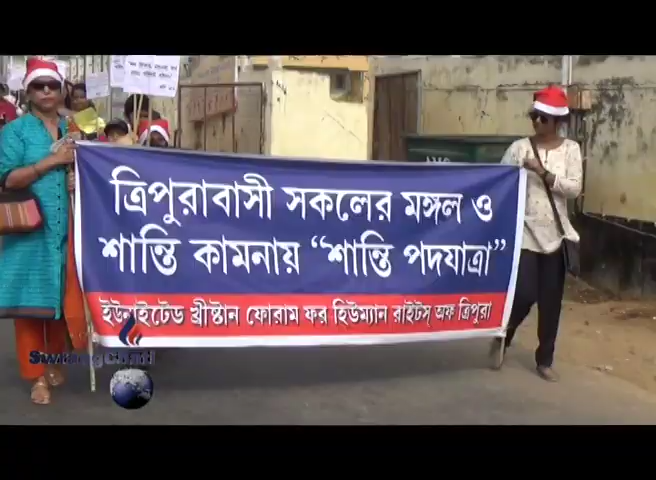 ত্রিপুরাবাসী সকলের মঙ্গল ও
শান্তি কামনায় “শান্তি পদযাত্রা”
ইউনাইটেড খ্রীষ্টান ফোরাম ফর হিউম্যান রাইটস্ অফ ত্রিপুরা